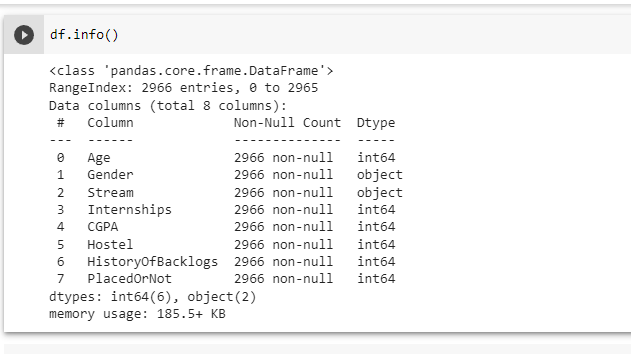 df.info()
<class 'pandas.core.frame.DataFrame'>
RangeIndex: 2966 entries, 0 to 2965
Data columns (total 8 columns):
 #   Column             Non-Null Count  Dtype
---  ------             --------------  -----
 0   Age                2966 non-null   int64
 1   Gender             2966 non-null   object
 2   Stream             2966 non-null   object
 3   Internships        2966 non-null   int64
 4   CGPA               2966 non-null   int64
 5   Hostel             2966 non-null   int64
 6   HistoryOfBacklogs  2966 non-null   int64
 7   PlacedOrNot        2966 non-null   int64
dtypes: int64(6), object(2)
memory usage: 185.5+ KB